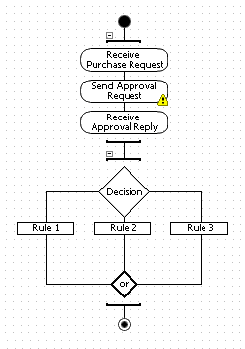 Receive
Purchase Request
Send Approval
Request
Receive
Approval Reply
Decision
Rule 1 Rule 2 Rule 3
or